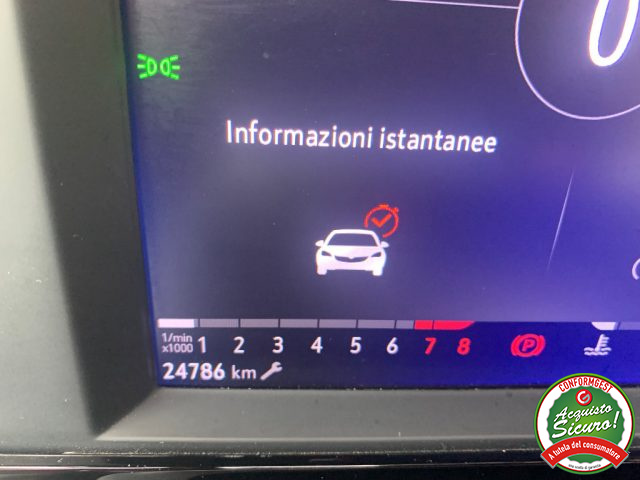 0
Informazioni istantanee
1/min
x1000 1 2 3 4 5 6 7 8 P
24786 km
CONFORMGEST
Acquisto
Sicuro!
A tutela del consumatore